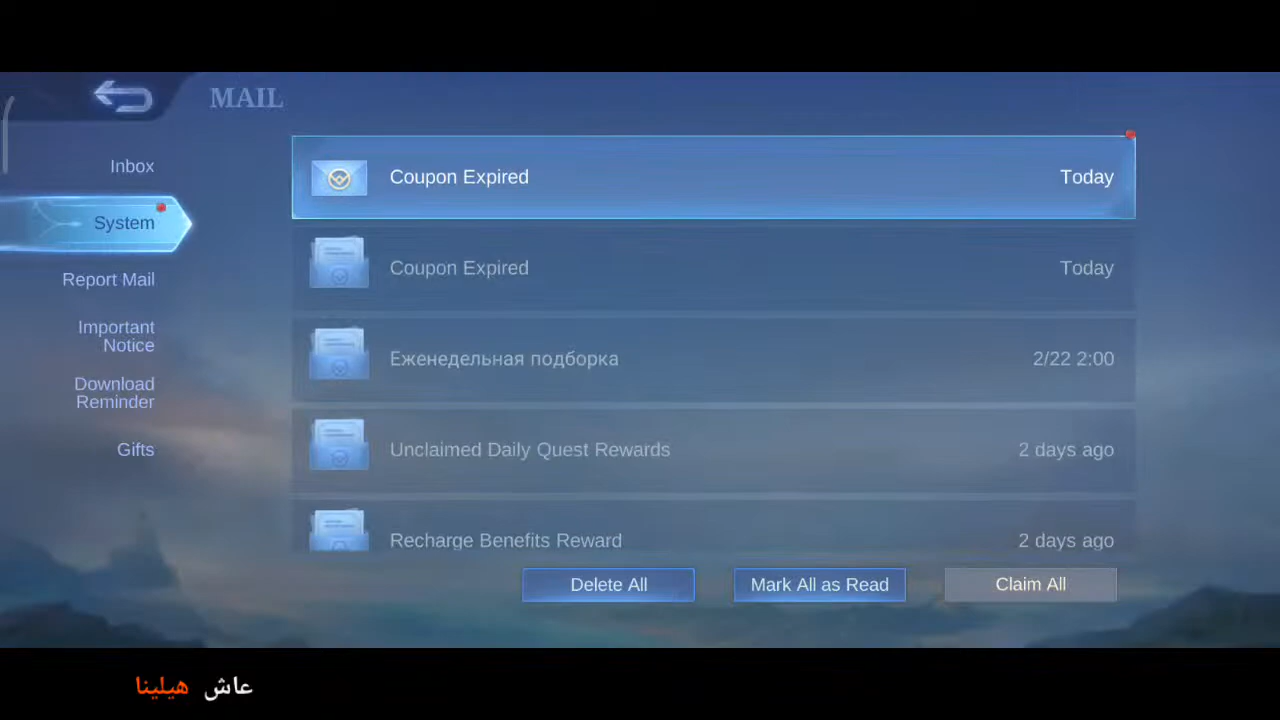 MAIL
Inbox
System
Report Mail
Important
Notice
Download
Reminder
Gifts
Coupon Expired Today
Coupon Expired Today
Еженедельная подборка 2/22 2:00
Unclaimed Daily Quest Rewards 2 days ago
Recharge Benefits Reward 2 days ago
Delete All Mark All as Read Claim All
عاش هيلينا